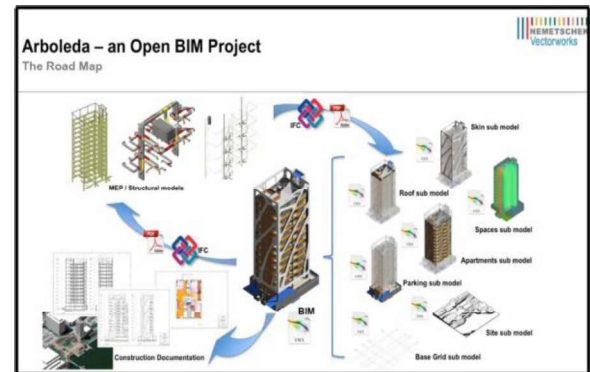 Arboleda – an Open BIM Project
The Road Map
NEMETSCHEK
Vectorworks
IFC
PDF
Skin sub model
MEP / Structural models
Roof sub model
Spaces sub model
PDF
IFC
Apartments sub model
Parking sub model
BIM
Site sub model
Construction Documentation
Base Grid sub model